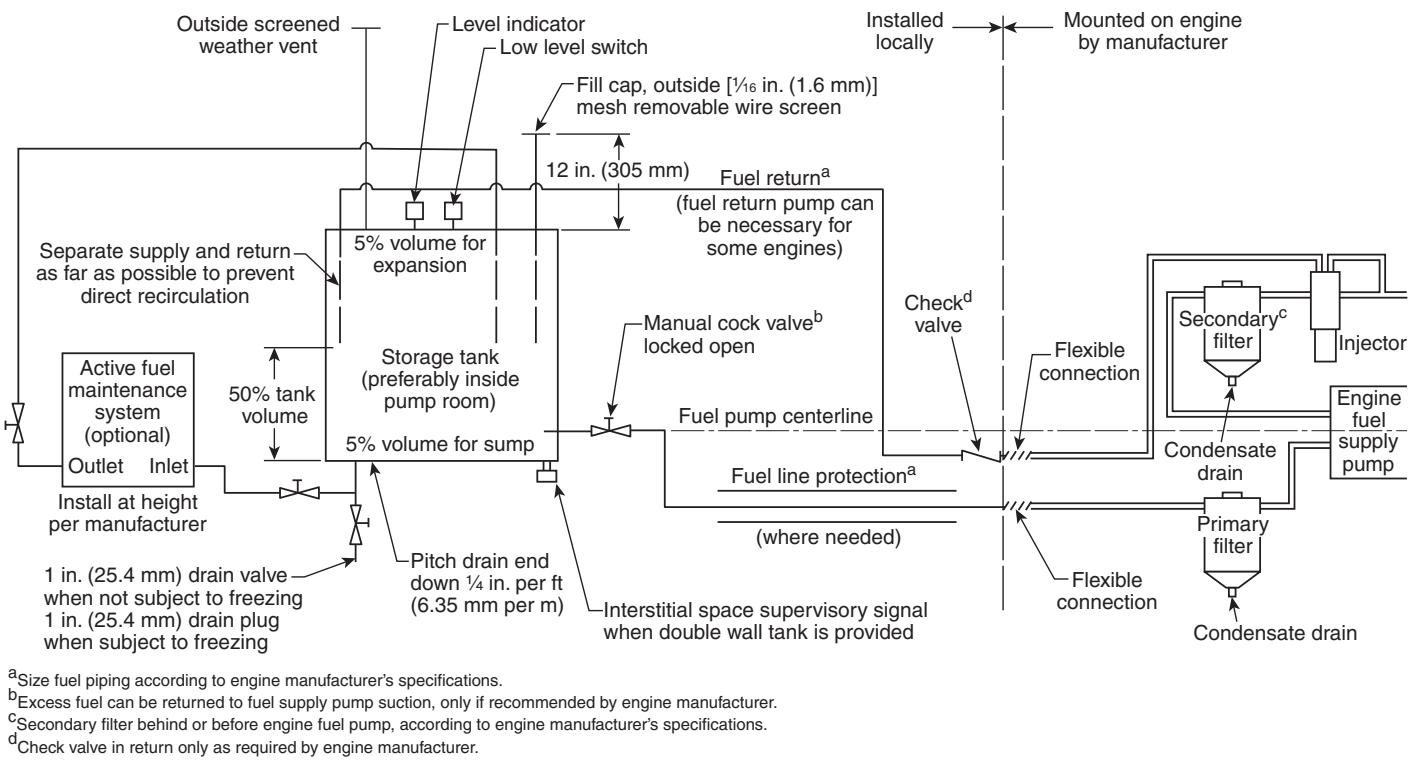 Outside screened
weather vent
Level indicator
Low level switch
Installed
locally
Mounted on engine
by manufacturer
Fill cap, outside [1⁄16 in. (1.6 mm)]
mesh removable wire screen
12 in. (305 mm)
Fuel returnᵃ
(fuel return pump can
be necessary for
some engines)
Separate supply and return
as far as possible to prevent
direct recirculation
5% volume for
expansion
Check​ᵈ
valve
Manual cock valveᵇ
locked open
Flexible
connection
Secondaryᶜ
filter
Injector
Active fuel
maintenance
system
(optional)
Outlet
Inlet
Install at height
per manufacturer
50% tank
volume
Storage tank
(preferably inside
pump room)
5% volume for sump
Fuel pump centerline
Engine
fuel
supply
pump
Condensate
drain
Fuel line protectionᵃ
(where needed)
Primary
filter
1 in. (25.4 mm) drain valve
when not subject to freezing
1 in. (25.4 mm) drain plug
when subject to freezing
Pitch drain end
down ¼ in. per ft
(6.35 mm per m)
Interstitial space supervisory signal
when double wall tank is provided
Flexible
connection
Condensate drain
ᵃSize fuel piping according to engine manufacturer’s specifications.
ᵇExcess fuel can be returned to fuel supply pump suction, only if recommended by engine manufacturer.
ᶜSecondary filter behind or before engine fuel pump, according to engine manufacturer’s specifications.
ᵈCheck valve in return only as required by engine manufacturer.